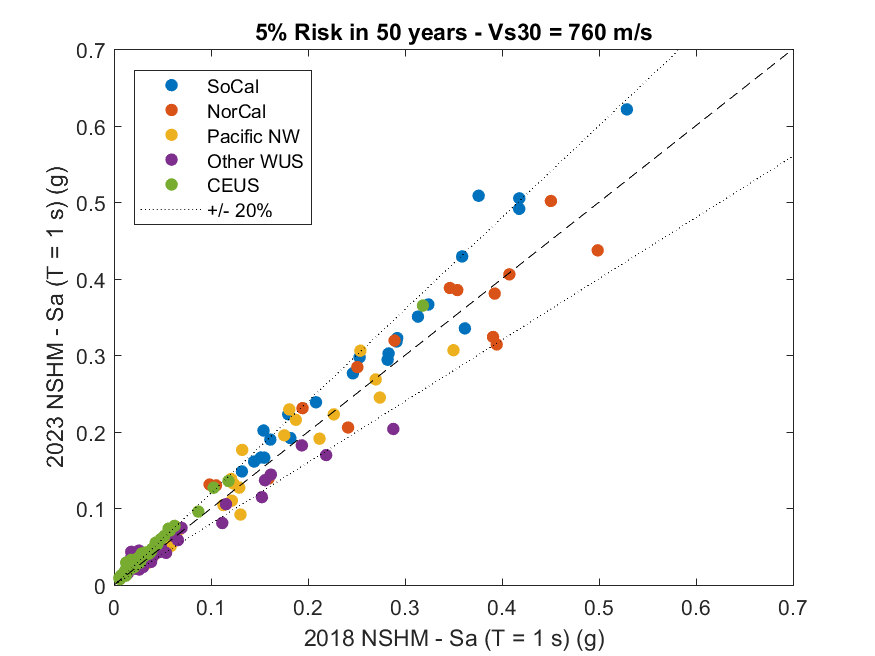 5% Risk in 50 years - Vs30 = 760 m/s
0.7
0.6
0.5
0.4
0.3
0.2
0.1
0
2023 NSHM - Sa (T = 1 s) (g)
SoCal
NorCal
Pacific NW
Other WUS
CEUS
+/- 20%
0 0.1 0.2 0.3 0.4 0.5 0.6 0.7
2018 NSHM - Sa (T = 1 s) (g)